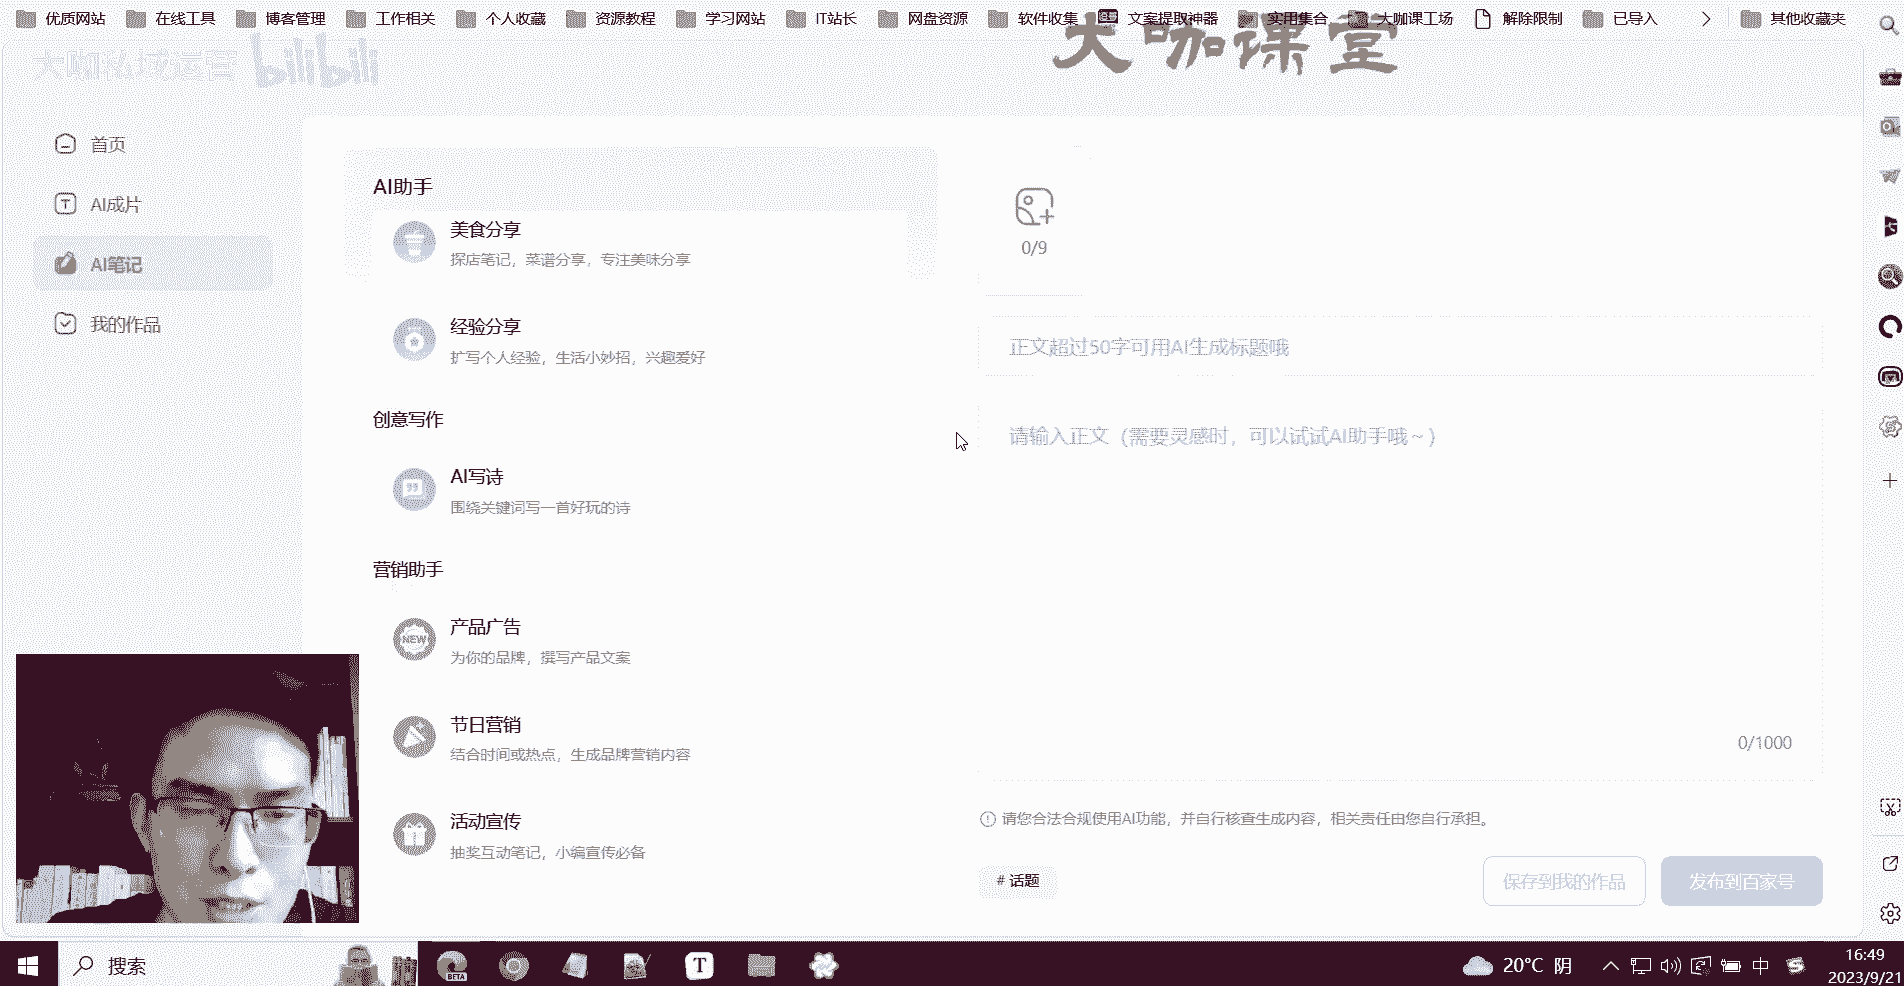 优质网站
在线工具
博客管理
工作相关
个人收藏
资源教程
学习网站
IT站长
网盘资源
软件收集
文案提取神器
实用集合
大咖课工场
解除限制
已导入
其他收藏夹
大咖私域运营 bilibili
大咖课堂
首页
AI成片
AI笔记
我的作品
AI助手
美食分享
探店笔记，菜谱分享，专注美味分享
经验分享
扩写个人经验，生活小妙招，兴趣爱好
创意写作
AI写诗
围绕关键词写一首好玩的诗
营销助手
NEW
产品广告
为你的品牌，撰写产品文案
节日营销
结合时间或热点，生成品牌营销内容
活动宣传
抽奖互动笔记，小编宣传必备
0/9
正文超过50字可用AI生成标题哦
请输入正文（需要灵感时，可以试试AI助手哦~）
0/1000
请您合法合规使用AI功能，并自行核查生成内容，相关责任由您自行承担。
# 话题
保存到我的作品
发布到百家号
搜索
BETA
T
20°C 阴
中
16:49
2023/9/21